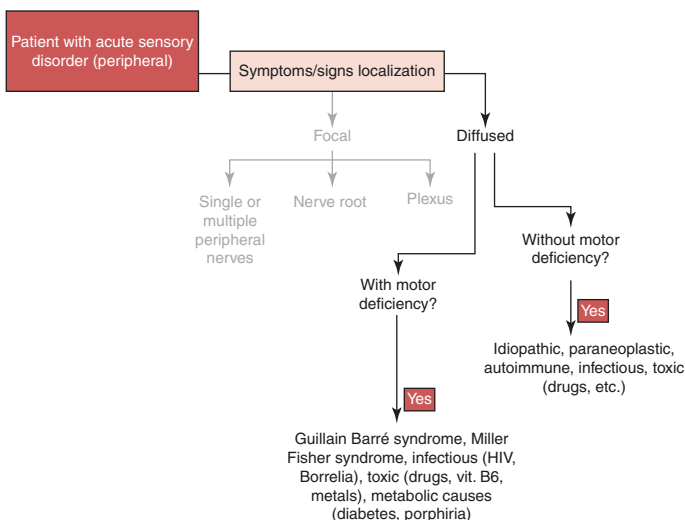 Patient with acute sensory
disorder (peripheral)
Symptoms/signs localization
Focal
Diffused
Single or
multiple
peripheral
nerves
Nerve root
Plexus
Without motor
deficiency?
With motor
deficiency?
Yes
Idiopathic, paraneoplastic,
autoimmune, infectious, toxic
(drugs, etc.)
Yes
Guillain Barré syndrome, Miller
Fisher syndrome, infectious (HIV,
Borrelia), toxic (drugs, vit. B6,
metals), metabolic causes
(diabetes, porphiria)